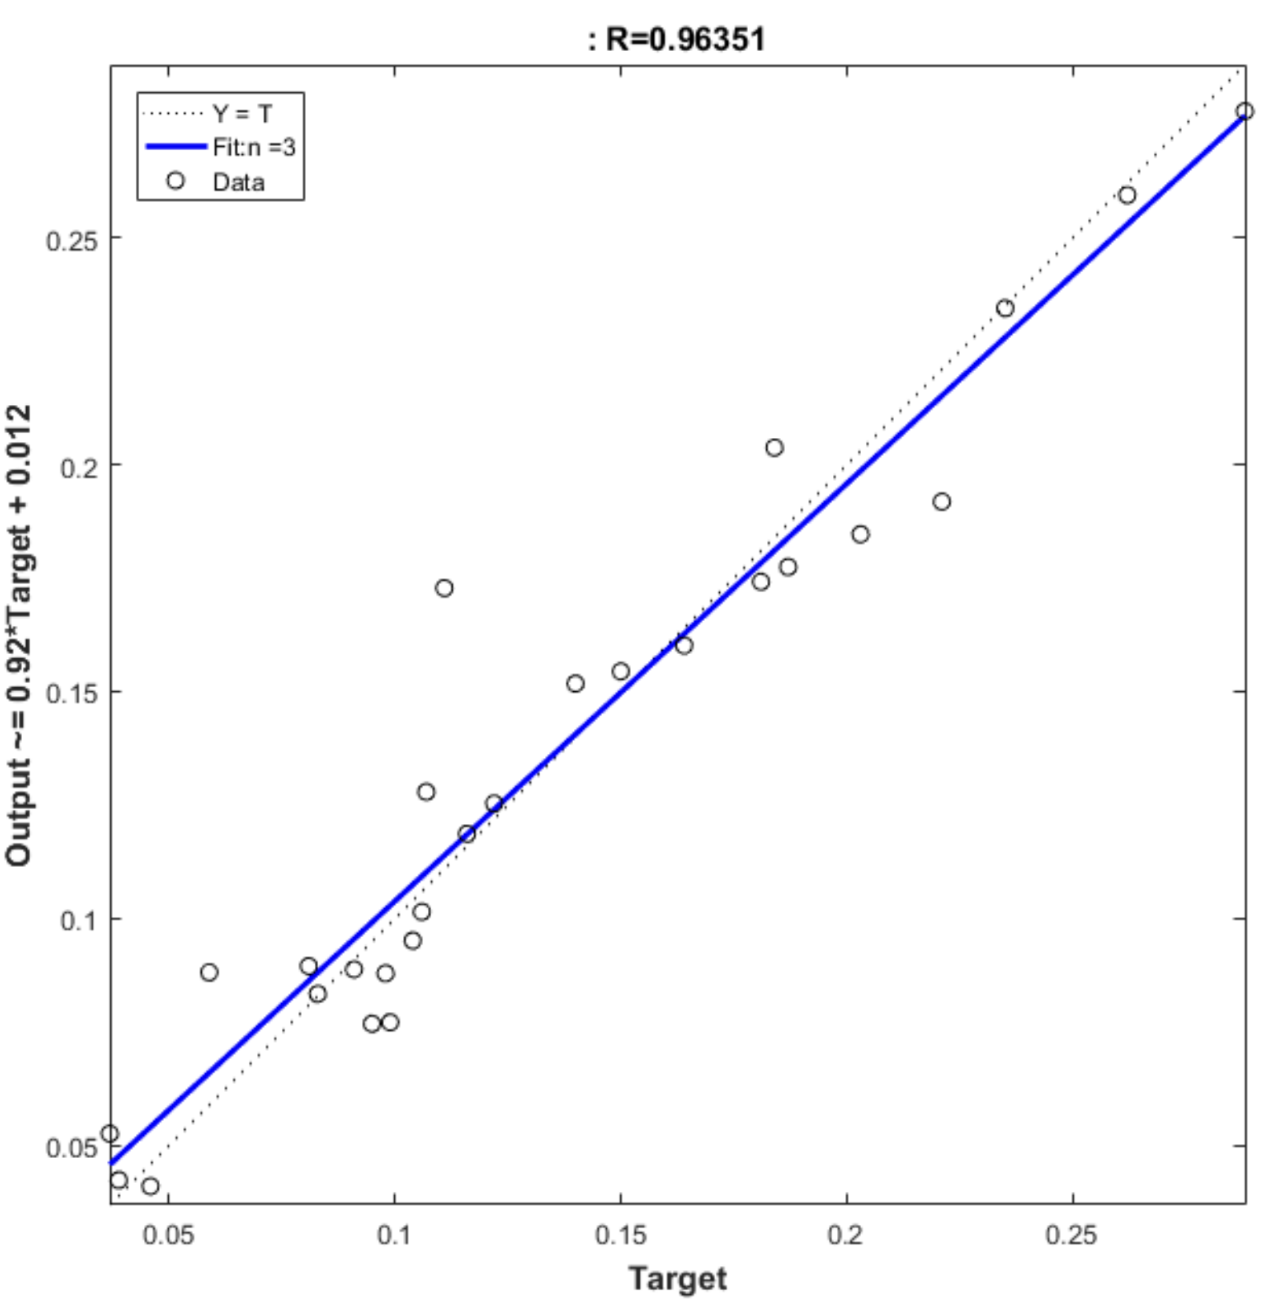 : R=0.96351
Y = T
Fit:n =3
Data
Output ~= 0.92*Target + 0.012
0.25
0.2
0.15
0.1
0.05
0.05 0.1 0.15 0.2 0.25
Target